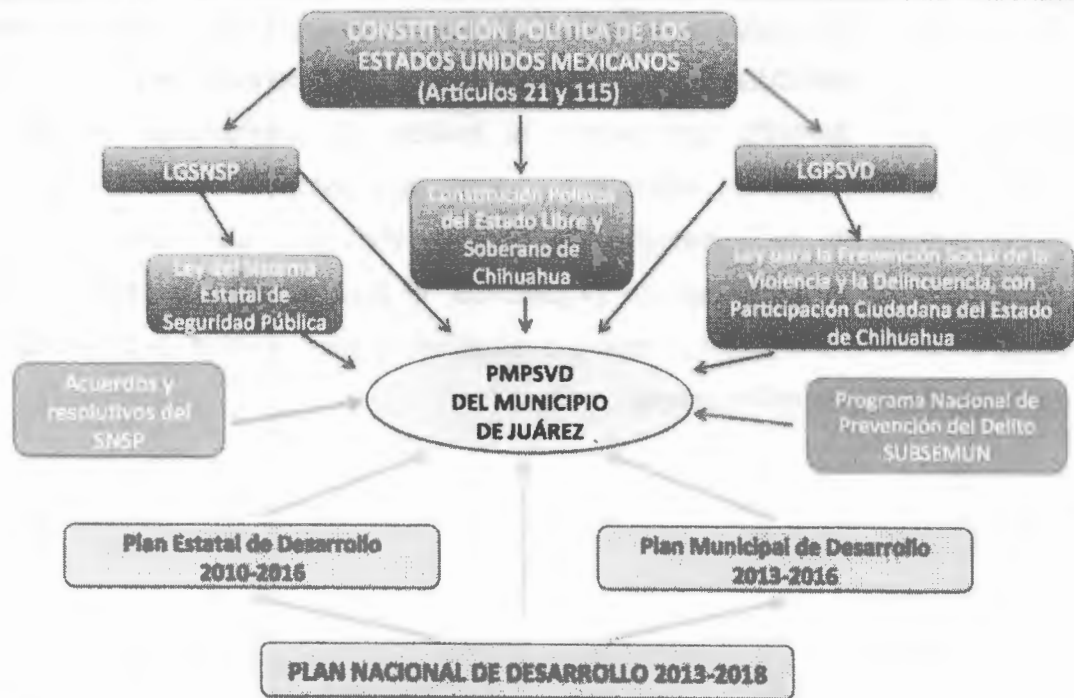 CONSTITUCIÓN POLÍTICA DE LOS
ESTADOS UNIDOS MEXICANOS
(Artículos 21 y 115)
LGSNSP
LGPSVD
Constitución Política
del Estado Libre y
Soberano de
Chihuahua
Ley del Sistema
Estatal de
Seguridad Pública
Ley para la Prevención Social de la
Violencia y la Delincuencia, con
Participación Ciudadana del Estado
de Chihuahua
Acuerdos y
resolutivos del
SNSP
PMPSVD
DEL MUNICIPIO
DE JUÁREZ
Programa Nacional de
Prevención del Delito
SUBSEMUN
Plan Estatal de Desarrollo
2010-2016
Plan Municipal de Desarrollo
2013-2016
PLAN NACIONAL DE DESARROLLO 2013-2018